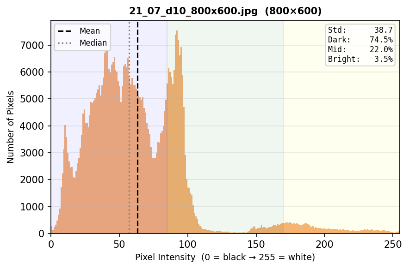 21_07_d10_800x600.jpg  (800×600)
Mean
Median
Std: 38.7
Dark: 74.5%
Mid: 22.0%
Bright: 3.5%
Number of Pixels
7000
6000
5000
4000
3000
2000
1000
0
0 50 100 150 200 250
Pixel Intensity  (0 = black → 255 = white)